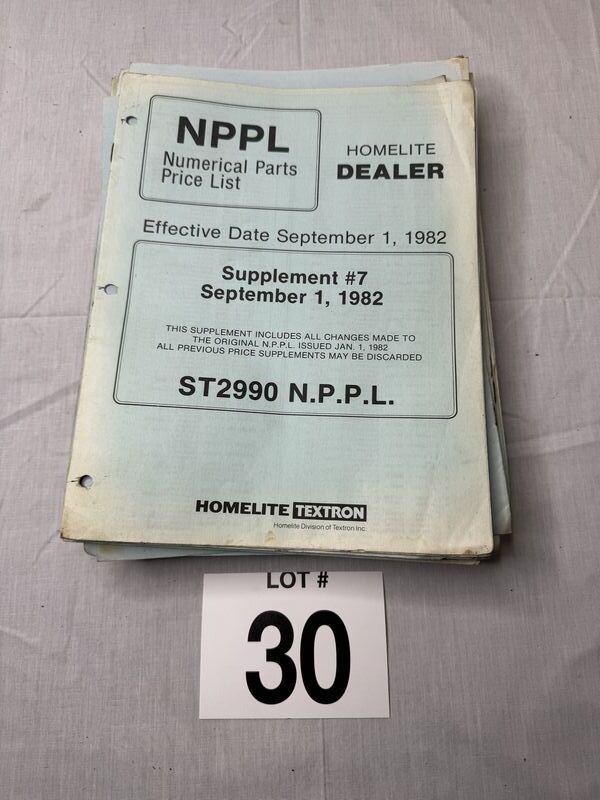 NPPL
Numerical Parts
Price List
HOMELITE
DEALER
Effective Date September 1, 1982
Supplement #7
September 1, 1982
THIS SUPPLEMENT INCLUDES ALL CHANGES MADE TO
THE ORIGINAL N.P.P.L. ISSUED JAN. 1, 1982
ALL PREVIOUS PRICE SUPPLEMENTS MAY BE DISCARDED
ST2990 N.P.P.L.
HOMELITE TEXTRON
Homelite Division of Textron Inc.
LOT #
30